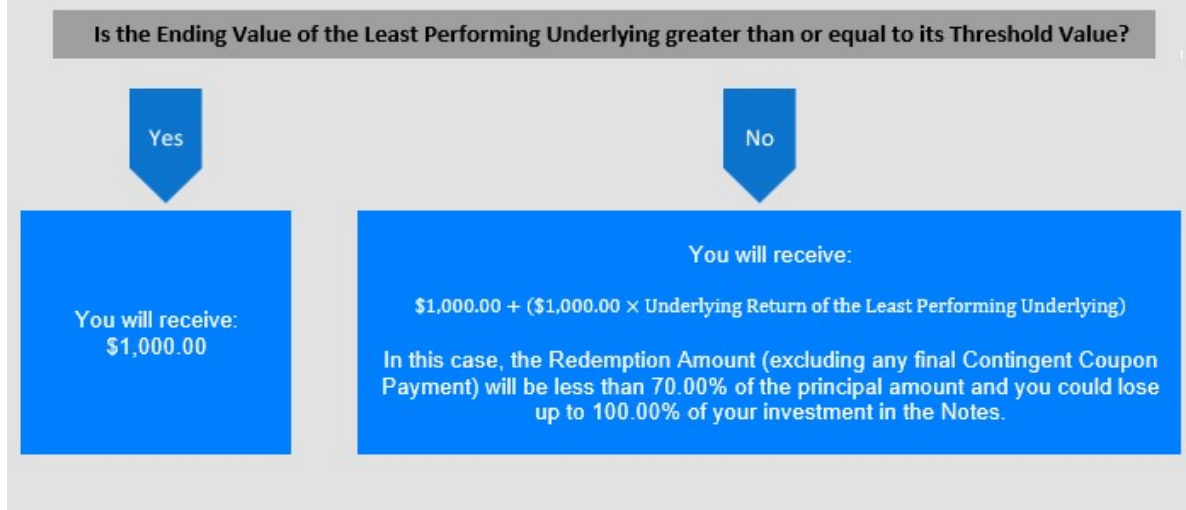 Is the Ending Value of the Least Performing Underlying greater than or equal to its Threshold Value?
Yes
No
You will receive:
$1,000.00
You will receive:
$1,000.00 + ($1,000.00 × Underlying Return of the Least Performing Underlying)
In this case, the Redemption Amount (excluding any final Contingent Coupon
Payment) will be less than 70.00% of the principal amount and you could lose
up to 100.00% of your investment in the Notes.